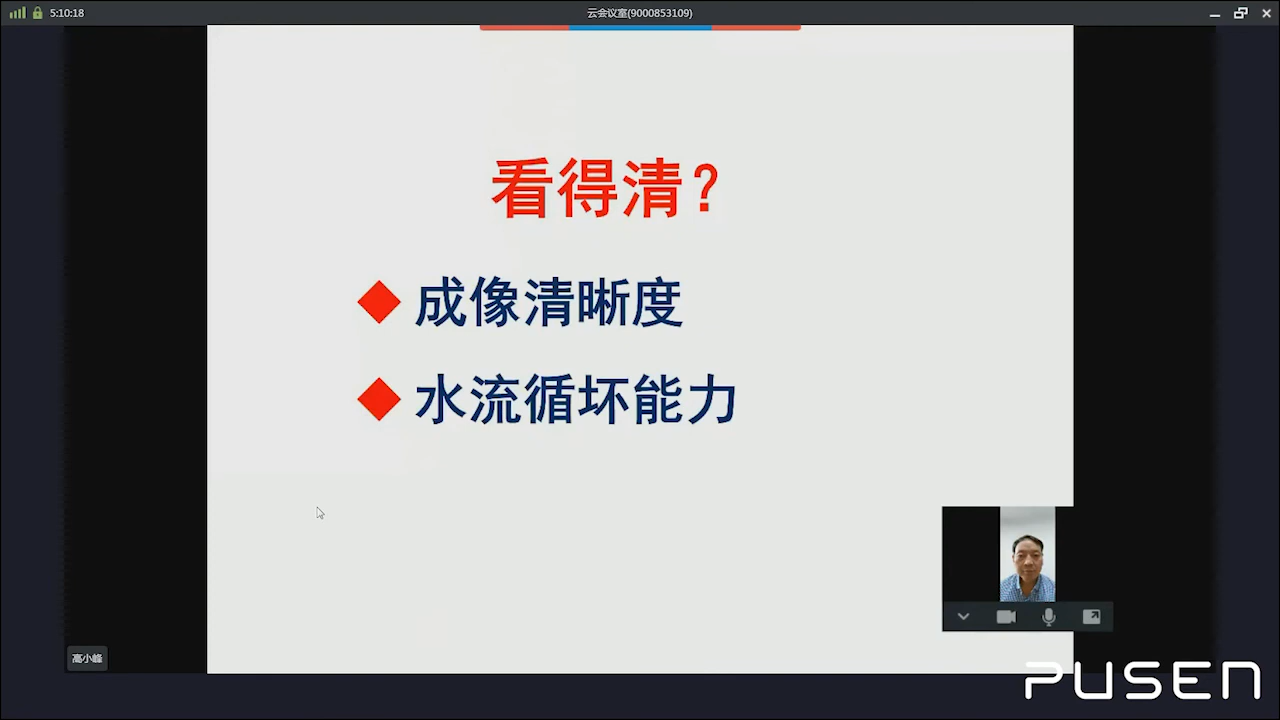 5:10:18
云会议室(9000853109)
看得清?
成像清晰度
水流循坏能力
高小峰
PUSEN